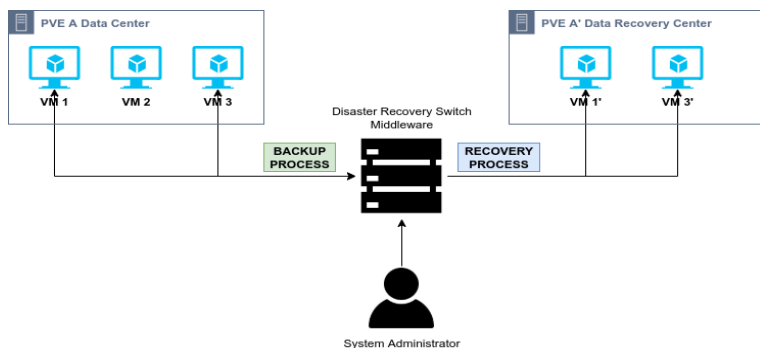 PVE A Data Center
VM 1
VM 2
VM 3
PVE A' Data Recovery Center
VM 1'
VM 3'
Disaster Recovery Switch
Middleware
BACKUP
PROCESS
RECOVERY
PROCESS
System Administrator